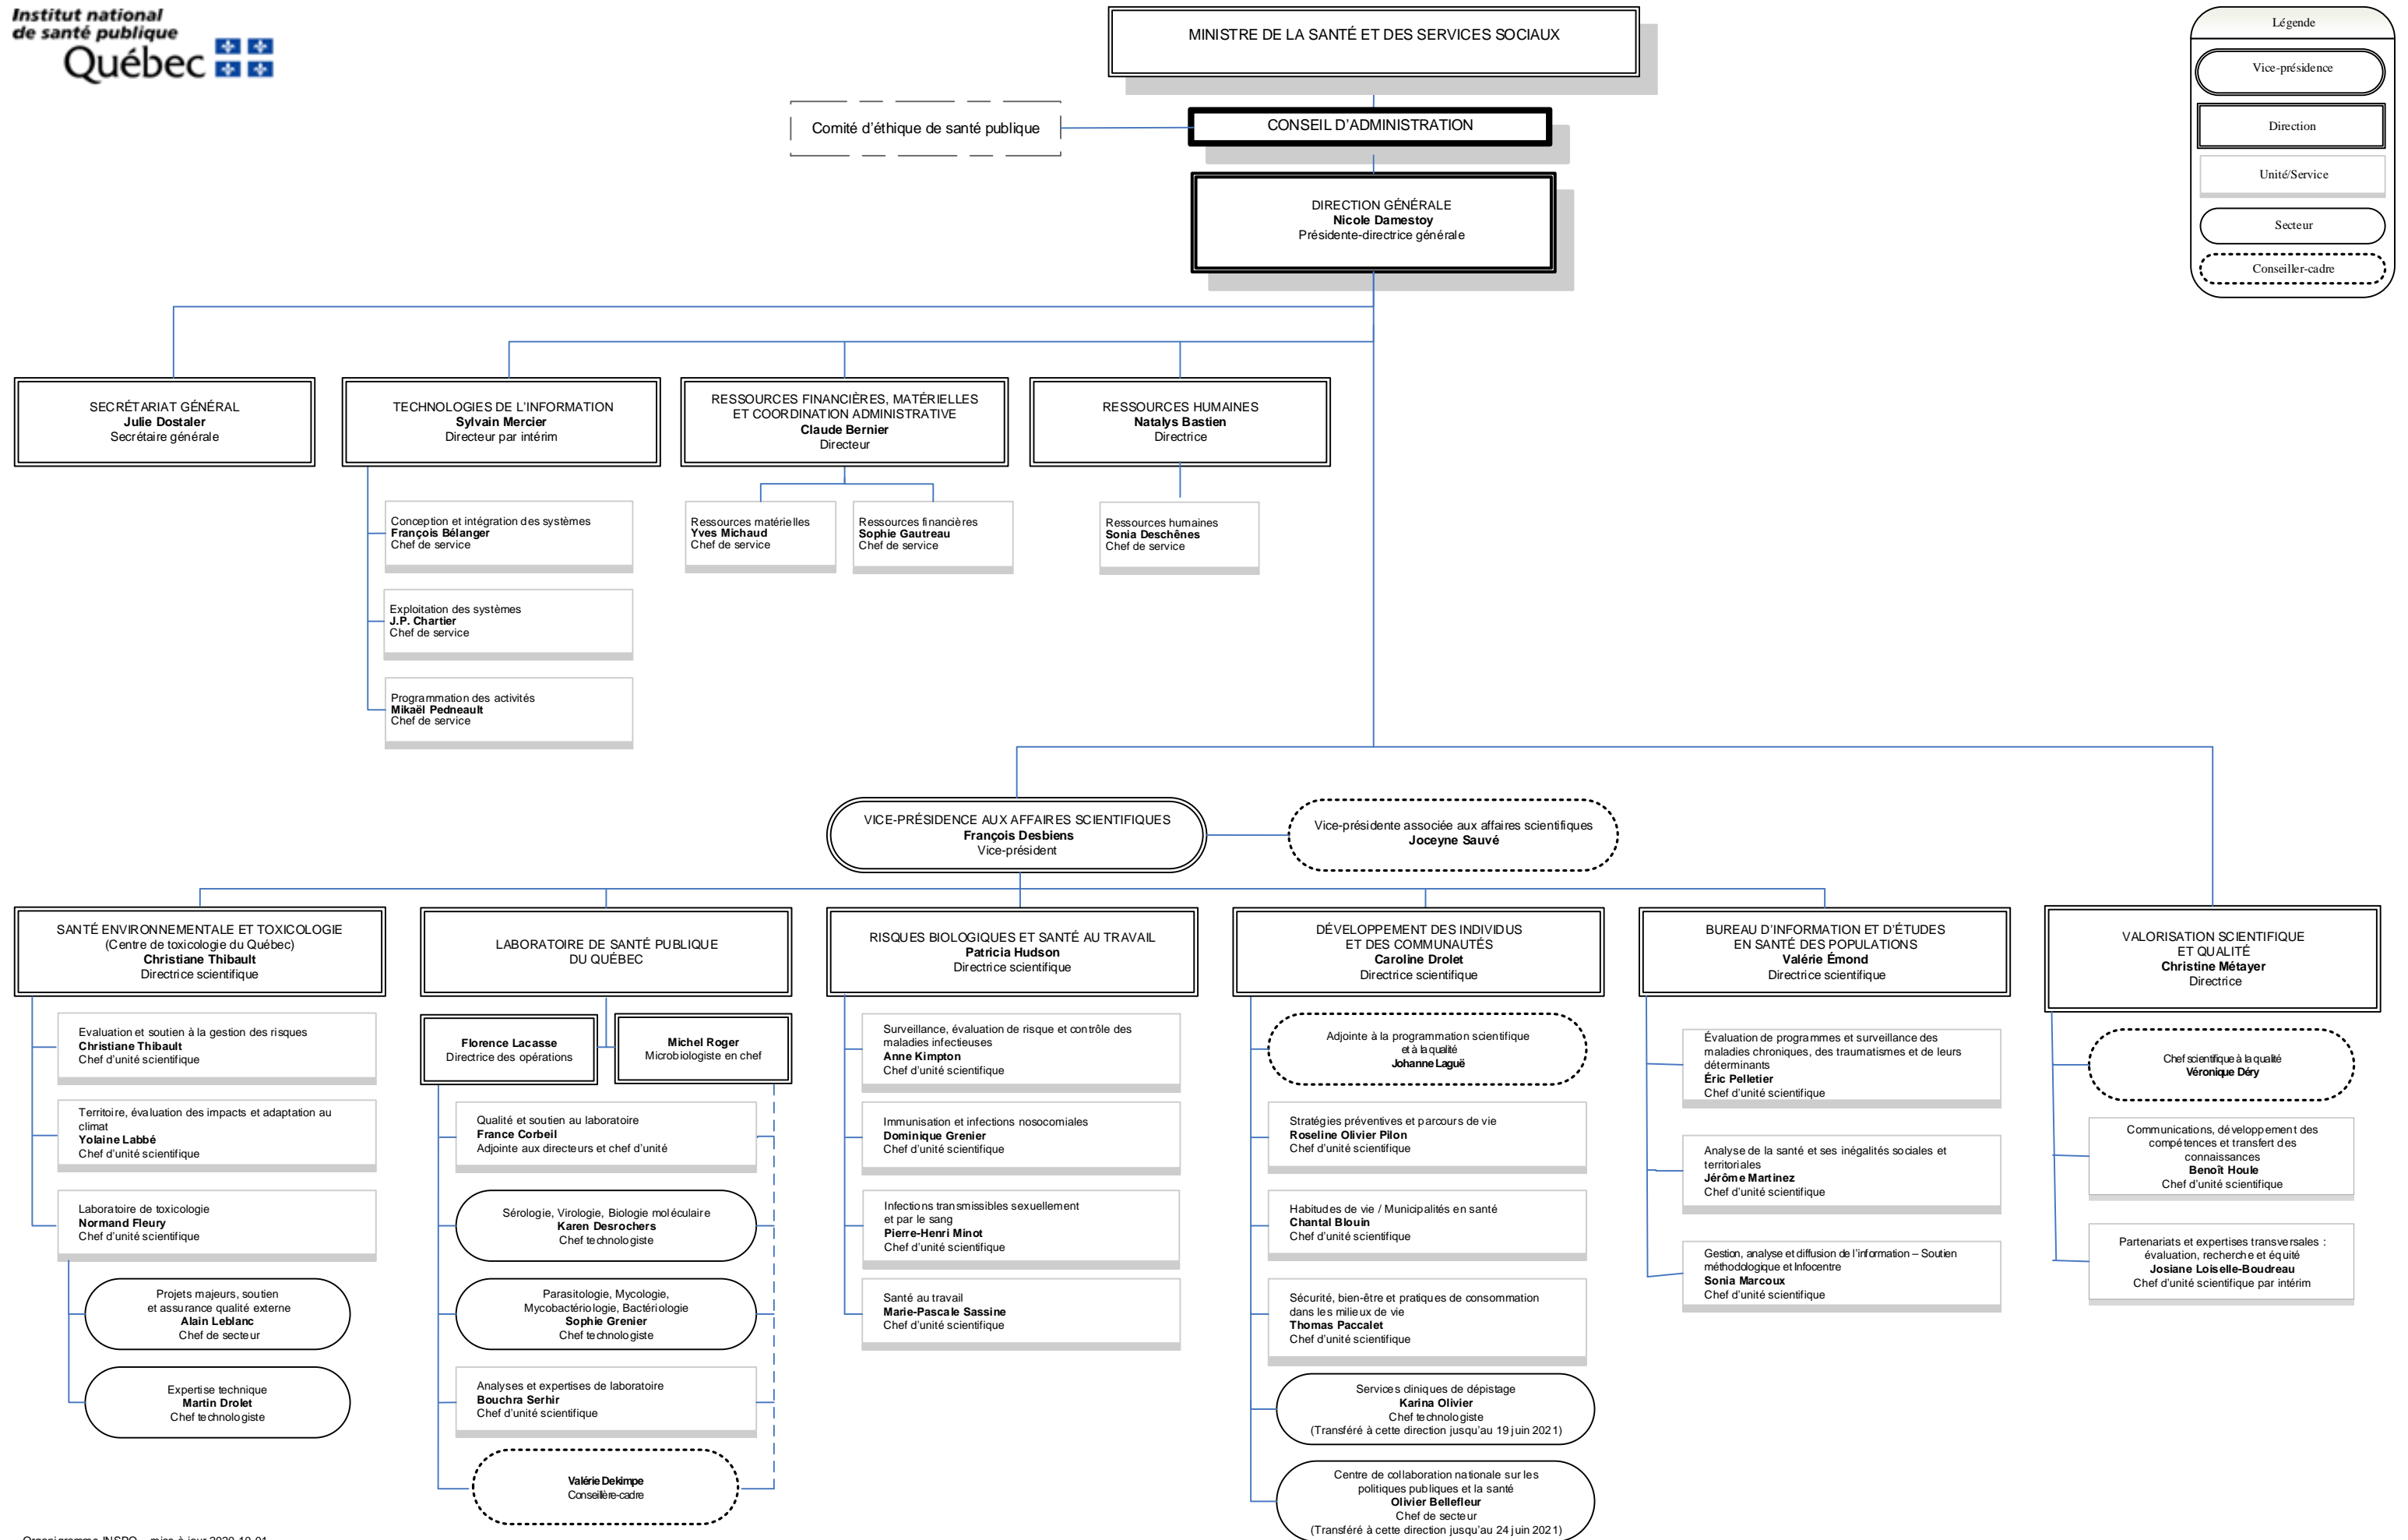 Institut national
de santé publique
Québec
MINISTRE DE LA SANTÉ ET DES SERVICES SOCIAUX
Légende
Vice-présidence
Direction
Unité/Service
Secteur
Conseiller-cadre
Comité d'éthique de santé publique
CONSEIL D'ADMINISTRATION
DIRECTION GÉNÉRALE
Nicole Damestoy
Présidente-directrice générale
SECRÉTARIAT GÉNÉRAL
Julie Dostaler
Secrétaire générale
TECHNOLOGIES DE L'INFORMATION
Sylvain Mercier
Directeur par intérim
RESSOURCES FINANCIÈRES, MATÉRIELLES
ET COORDINATION ADMINISTRATIVE
Claude Bernier
Directeur
RESSOURCES HUMAINES
Natalys Bastien
Directrice
Conception et intégration des systèmes
François Bélanger
Chef de service
Exploitation des systèmes
J.P. Chartier
Chef de service
Programmation des activités
Mikaël Pedneault
Chef de service
Ressources matérielles
Yves Michaud
Chef de service
Ressources financières
Sophie Gautreau
Chef de service
Ressources humaines
Sonia Deschênes
Chef de service
VICE-PRÉSIDENCE AUX AFFAIRES SCIENTIFIQUES
François Desbiens
Vice-président
Vice-présidente associée aux affaires scientifiques
Joceyne Sauvé
SANTÉ ENVIRONNEMENTALE ET TOXICOLOGIE
(Centre de toxicologie du Québec)
Christiane Thibault
Directrice scientifique
Evaluation et soutien à la gestion des risques
Christiane Thibault
Chef d'unité scientifique
Territoire, évaluation des impacts et adaptation au
climat
Yolaine Labbé
Chef d'unité scientifique
Laboratoire de toxicologie
Normand Fleury
Chef d'unité scientifique
Projets majeurs, soutien
et assurance qualité externe
Alain Leblanc
Chef de secteur
Expertise technique
Martin Drolet
Chef technologiste
LABORATOIRE DE SANTÉ PUBLIQUE
DU QUÉBEC
Florence Lacasse
Directrice des opérations
Michel Roger
Microbiologiste en chef
Qualité et soutien au laboratoire
France Corbeil
Adjointe aux directeurs et chef d'unité
Sérologie, Virologie, Biologie moléculaire
Karen Desrochers
Chef technologiste
Parasitologie, Mycologie,
Mycobactériologie, Bactériologie
Sophie Grenier
Chef technologiste
Analyses et expertises de laboratoire
Bouchra Serhir
Chef d'unité scientifique
Valérie Dekimpe
Conseillère-cadre
RISQUES BIOLOGIQUES ET SANTÉ AU TRAVAIL
Patricia Hudson
Directrice scientifique
Surveillance, évaluation de risque et contrôle des
maladies infectieuses
Anne Kimpton
Chef d'unité scientifique
Immunisation et infections nosocomiales
Dominique Grenier
Chef d'unité scientifique
Infections transmissibles sexuellement
et par le sang
Pierre-Henri Minot
Chef d'unité scientifique
Santé au travail
Marie-Pascale Sassine
Chef d'unité scientifique
DÉVELOPPEMENT DES INDIVIDUS
ET DES COMMUNAUTÉS
Caroline Drolet
Directrice scientifique
Adjointe à la programmation scientifique
et à la qualité
Johanne Laguë
Stratégies préventives et parcours de vie
Roseline Olivier Pilon
Chef d'unité scientifique
Habitudes de vie / Municipalités en santé
Chantal Blouin
Chef d'unité scientifique
Sécurité, bien-être et pratiques de consommation
dans les milieux de vie
Thomas Paccalet
Chef d'unité scientifique
Services cliniques de dépistage
Karina Olivier
Chef technologiste
(Transféré à cette direction jusqu'au 19 juin 2021)
Centre de collaboration nationale sur les
politiques publiques et la santé
Olivier Bellefleur
Chef de secteur
(Transféré à cette direction jusqu'au 24 juin 2021)
BUREAU D'INFORMATION ET D'ÉTUDES
EN SANTÉ DES POPULATIONS
Valérie Émond
Directrice scientifique
Évaluation de programmes et surveillance des
maladies chroniques, des traumatismes et de leurs
déterminants
Éric Pelletier
Chef d'unité scientifique
Analyse de la santé et ses inégalités sociales et
territoriales
Jérôme Martinez
Chef d'unité scientifique
Gestion, analyse et diffusion de l'information – Soutien
méthodologique et Infocentre
Sonia Marcoux
Chef d'unité scientifique
VALORISATION SCIENTIFIQUE
ET QUALITÉ
Christine Métayer
Directrice
Chef scientifique à la qualité
Véronique Déry
Communications, développement des
compétences et transfert des
connaissances
Benoît Houle
Chef d'unité scientifique
Partenariats et expertises transversales :
évaluation, recherche et équité
Josiane Loiselle-Boudreau
Chef d'unité scientifique par intérim